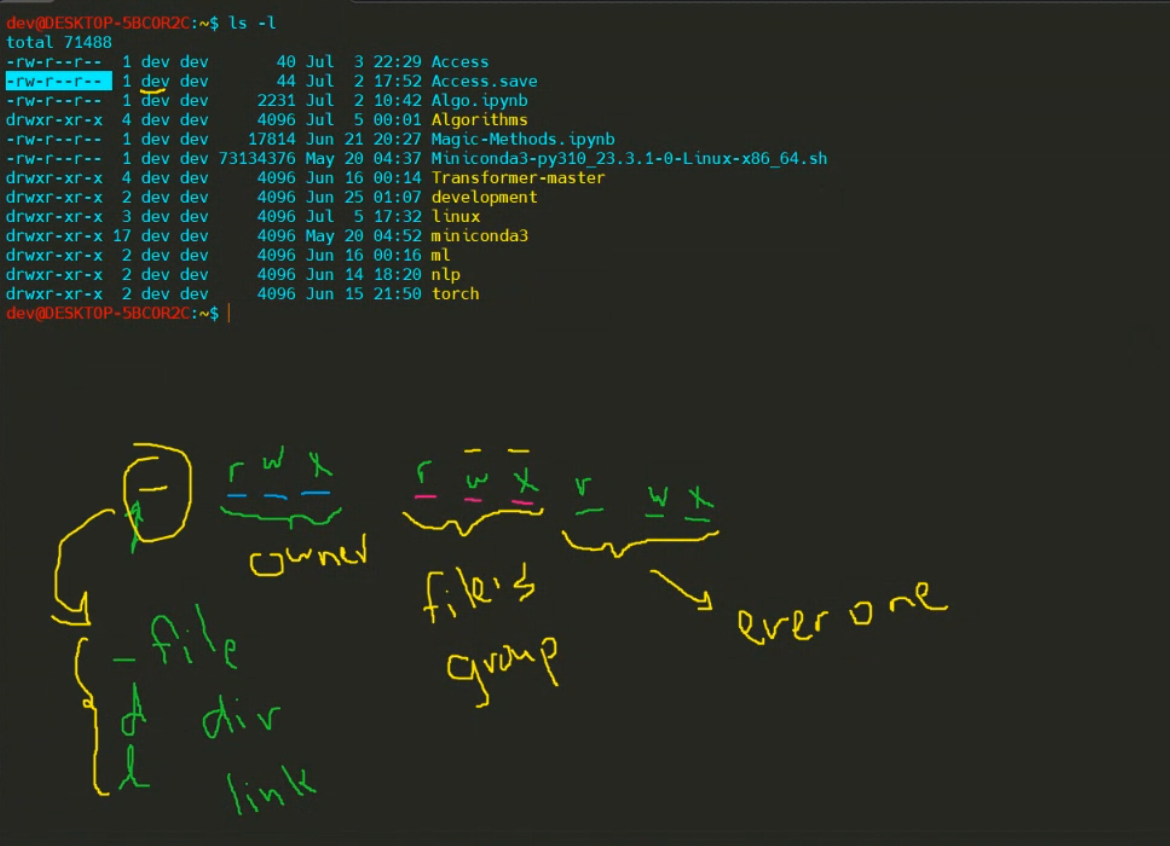 dev@DESKTOP-5BC0R2C:~$ ls -l
total 71488
-rw-r--r-- 1 dev dev 40 Jul 3 22:29 Access
-rw-r--r-- 1 dev dev 44 Jul 2 17:52 Access.save
-rw-r--r-- 1 dev dev 2231 Jul 2 10:42 Algo.ipynb
drwxr-xr-x 4 dev dev 4096 Jul 5 00:01 Algorithms
-rw-r--r-- 1 dev dev 17814 Jun 21 20:27 Magic-Methods.ipynb
-rw-r--r-- 1 dev dev 73134376 May 20 04:37 Miniconda3-py310_23.3.1-0-Linux-x86_64.sh
drwxr-xr-x 4 dev dev 4096 Jun 16 00:14 Transformer-master
drwxr-xr-x 2 dev dev 4096 Jun 25 01:07 development
drwxr-xr-x 3 dev dev 4096 Jul 5 17:32 linux
drwxr-xr-x 17 dev dev 4096 May 20 04:52 miniconda3
drwxr-xr-x 2 dev dev 4096 Jun 16 00:16 ml
drwxr-xr-x 2 dev dev 4096 Jun 14 18:20 nlp
drwxr-xr-x 2 dev dev 4096 Jun 15 21:50 torch
dev@DESKTOP-5BC0R2C:~$
- r w x r w x r w x
owner
file's
group
ever one
- file
d dir
l link